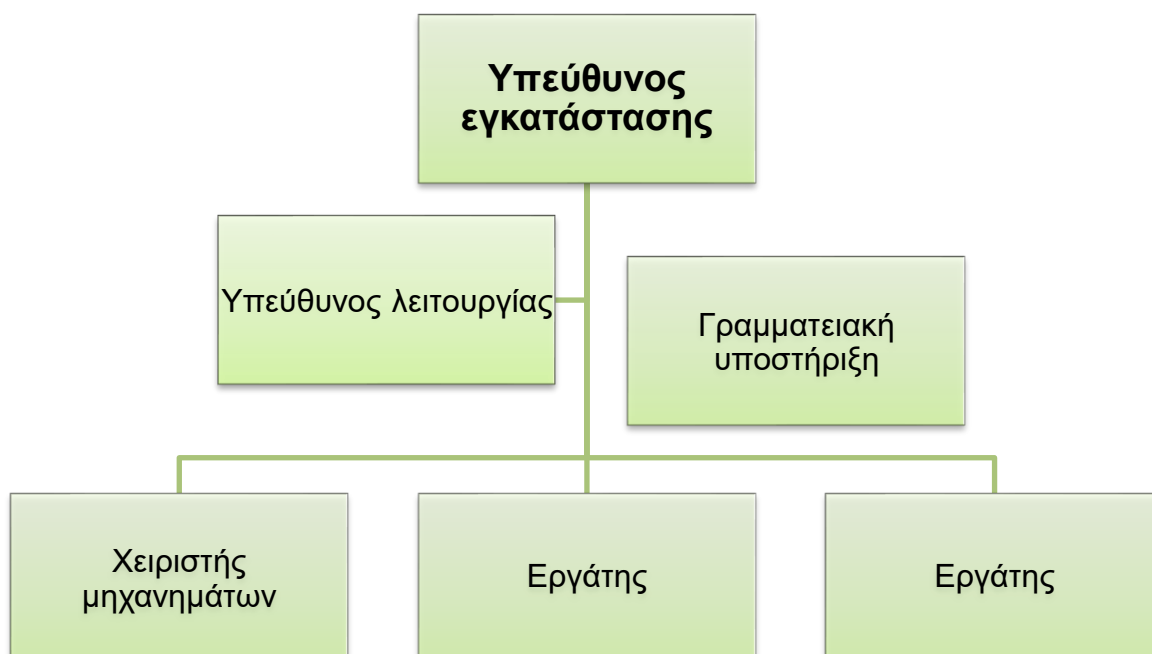 Υπεύθυνος
εγκατάστασης
Υπεύθυνος λειτουργίας
Γραμματειακή
υποστήριξη
Χειριστής
μηχανημάτων
Εργάτης
Εργάτης